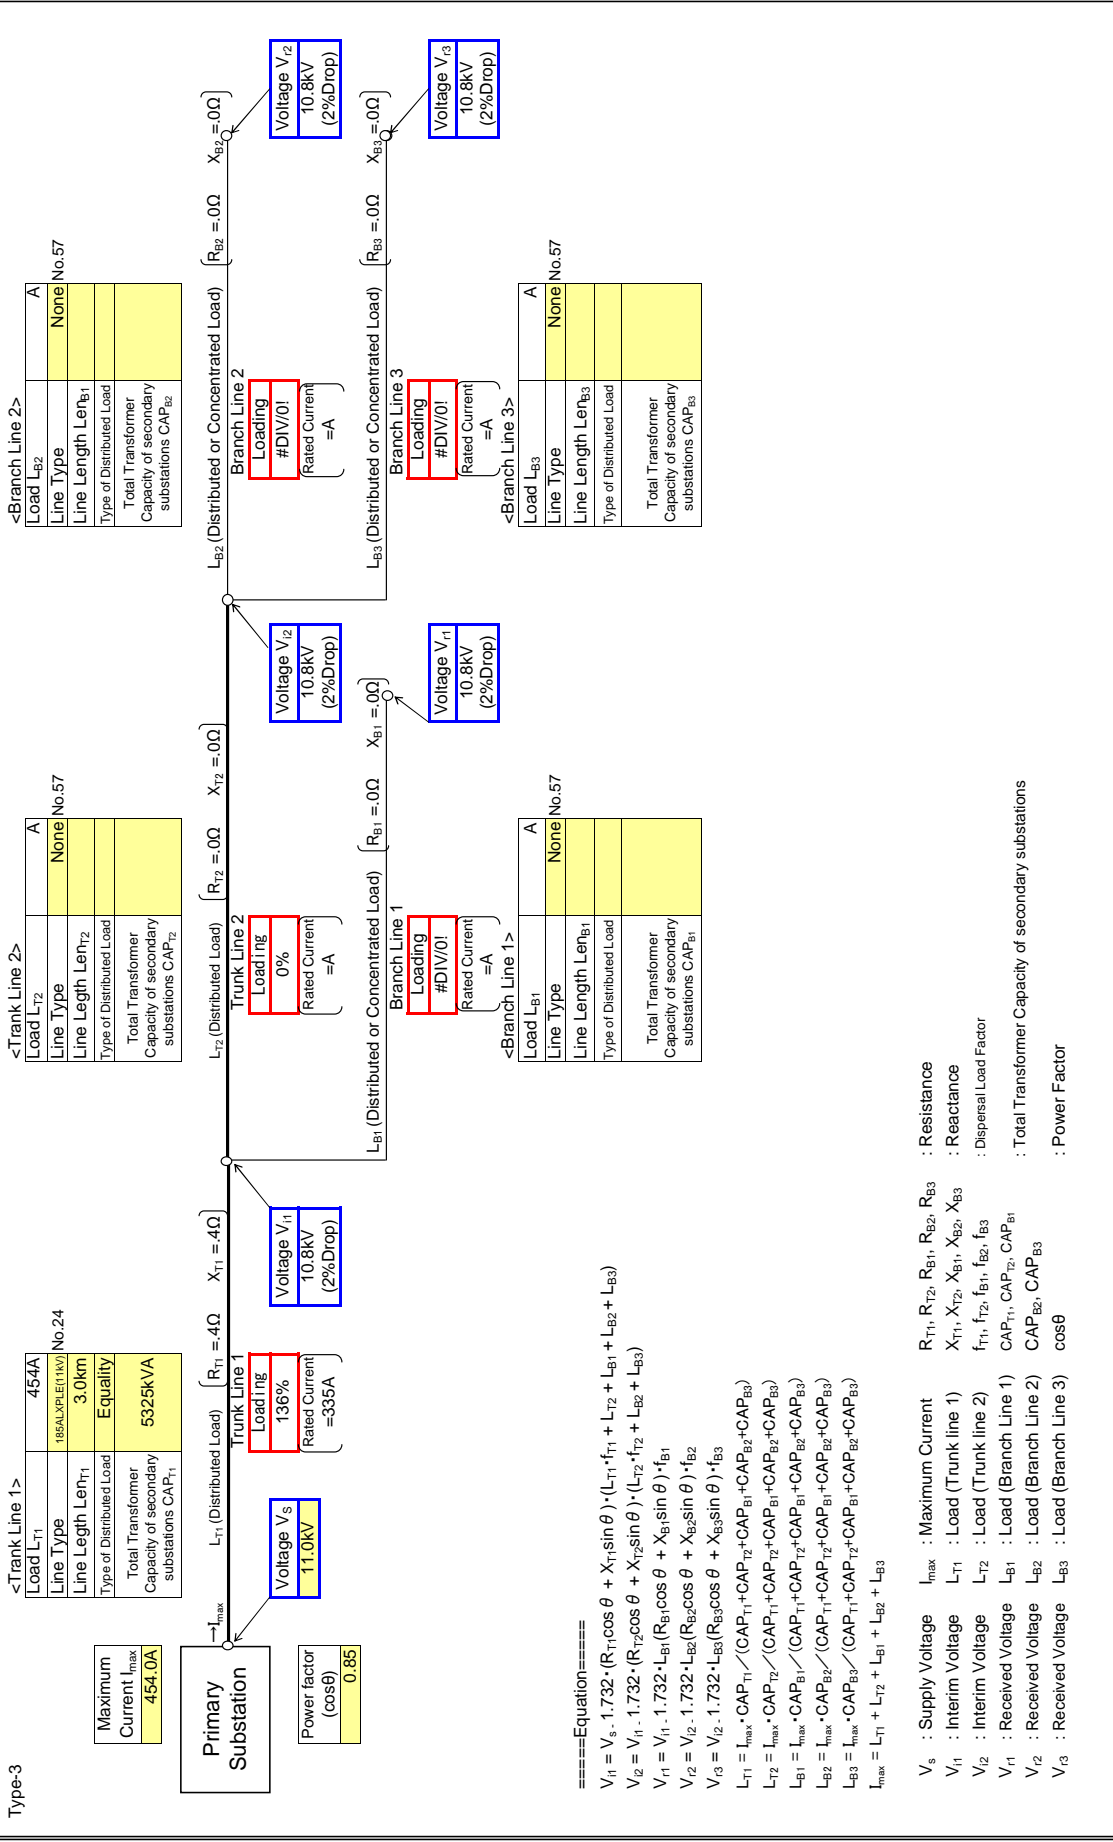 Type-3
Maximum
Current Imax
454.0A
Primary
Substation
Power factor
(cosθ)
0.85
→Imax
Voltage VS
11.0kV
<Trank Line 1>
Load LT1 454A
Line Type 185ALXPLE(11kV) No.24
Line Length LenT1 3.0km
Type of Distributed Load Equality
Total Transformer
Capacity of secondary
substations CAPT1
5325kVA
LT1 (Distributed Load)
RT1 =.4Ω XT1 =.4Ω
Trunk Line 1
Loading
136%
Rated Current
=335A
Voltage Vi1
10.8kV
(2%Drop)
<Trank Line 2>
Load LT2 A
Line Type None No.57
Line Legth LenT2
Type of Distributed Load
Total Transformer
Capacity of secondary
substations CAPT2
LT2 (Distributed Load)
RT2 =.0Ω XT2 =.0Ω
Trunk Line 2
Loading
0%
Rated Current
=A
Voltage Vi2
10.8kV
(2%Drop)
LB1 (Distributed or Concentrated Load)
RB1 =.0Ω XB1 =.0Ω
Branch Line 1
Loading
#DIV/0!
Rated Current
=A
Voltage Vr1
10.8kV
(2%Drop)
<Branch Line 1>
Load LB1 A
Line Type None No.57
Line Length LenB1
Type of Distributed Load
Total Transformer
Capacity of secondary
substations CAPB1
<Branch Line 2>
Load LB2 A
Line Type None No.57
Line Length LenB1
Type of Distributed Load
Total Transformer
Capacity of secondary
substations CAPB2
LB2 (Distributed or Concentrated Load)
RB2 =.0Ω XB2 =.0Ω
Branch Line 2
Loading
#DIV/0!
Rated Current
=A
Voltage Vr2
10.8kV
(2%Drop)
LB3 (Distributed or Concentrated Load)
RB3 =.0Ω XB3 =.0Ω
Branch Line 3
Loading
#DIV/0!
Rated Current
=A
Voltage Vr3
10.8kV
(2%Drop)
<Branch Line 3>
Load LB3 A
Line Type None No.57
Line Length LenB3
Type of Distributed Load
Total Transformer
Capacity of secondary
substations CAPB3
=====Equation=====
Vi1 = VS - 1.732・(RT1cosθ + XT1sinθ)・(LT1・fT1 + LT2 + LB1 + LB2 + LB3)
Vi2 = Vi1 - 1.732・(RT2cosθ + XT2sinθ)・(LT2・fT2 + LB2 + LB3)
Vr1 = Vi1 - 1.732・LB1(RB1cosθ + XB1sinθ)・fB1
Vr2 = Vi2 - 1.732・LB2(RB2cosθ + XB2sinθ)・fB2
Vr3 = Vi2 - 1.732・LB3(RB3cosθ + XB3sinθ)・fB3
LT1 = Imax・CAPT1／(CAPT1+CAPT2+CAPB1+CAPB2+CAPB3)
LT2 = Imax・CAPT2／(CAPT1+CAPT2+CAPB1+CAPB2+CAPB3)
LB1 = Imax・CAPB1／(CAPT1+CAPT2+CAPB1+CAPB2+CAPB3)
LB2 = Imax・CAPB2／(CAPT1+CAPT2+CAPB1+CAPB2+CAPB3)
LB3 = Imax・CAPB3／(CAPT1+CAPT2+CAPB1+CAPB2+CAPB3)
Imax = LT1 + LT2 + LB1 + LB2 + LB3
Vs : Supply Voltage Imax : Maximum Current RT1, RT2, RB1, RB2, RB3 : Resistance
Vi1 : Interim Voltage LT1 : Load (Trunk line 1) XT1, XT2, XB1, XB2, XB3 : Reactance
Vi2 : Interim Voltage LT2 : Load (Trunk line 2) fT1, fT2, fB1, fB2, fB3 : Dispersal Load Factor
Vr1 : Received Voltage LB1 : Load (Branch Line 1) CAPT1, CAPT2, CAPB1 : Total Transformer Capacity of secondary substations
Vr2 : Received Voltage LB2 : Load (Branch Line 2) CAPB2, CAPB3
Vr3 : Received Voltage LB3 : Load (Branch Line 3) cosθ : Power Factor